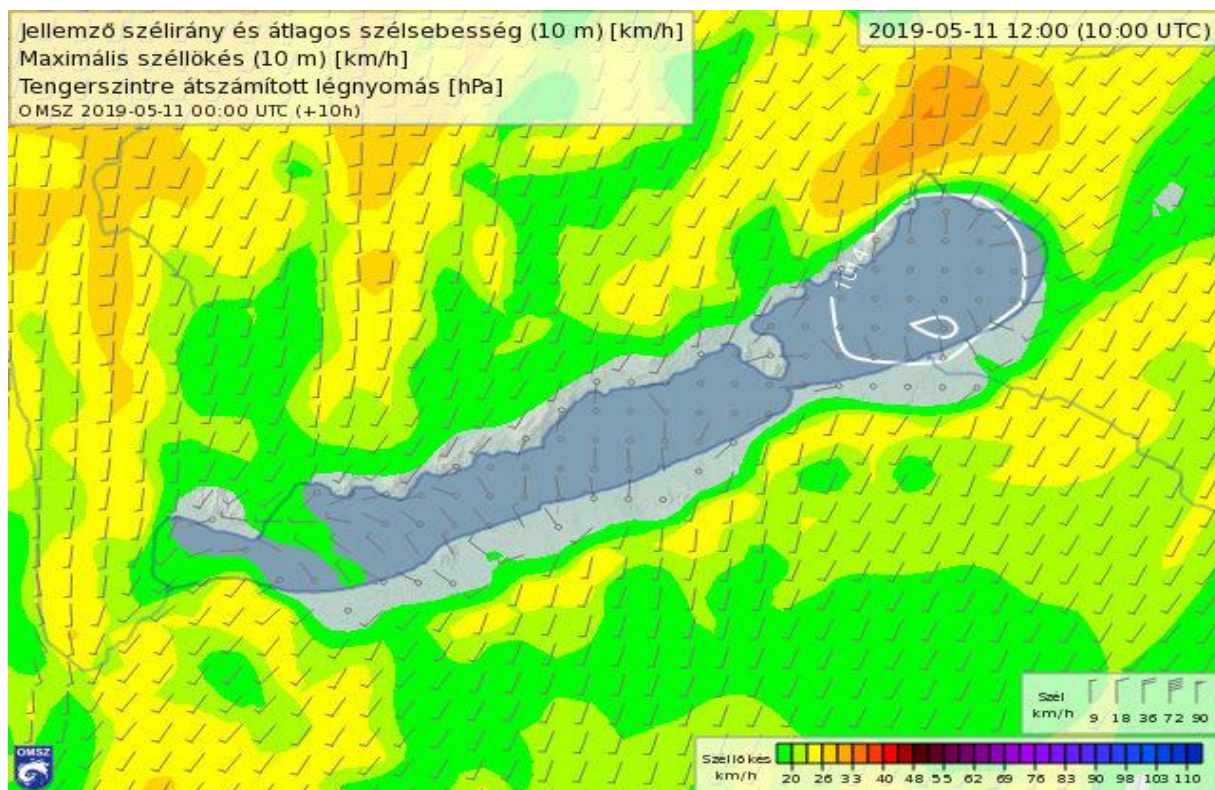 Jellemző szélirány és átlagos szélsebesség (10 m) [km/h]
Maximális széllökés (10 m) [km/h]
Tengerszintre átszámított légnyomás [hPa]
OMSZ 2019-05-11 00:00 UTC (+10h)
2019-05-11 12:00 (10:00 UTC)
1014
Szél
km/h
9 18 36 72 90
OMSZ
Széllökés
km/h
20 26 33 40 48 55 62 69 76 83 90 98 103 110